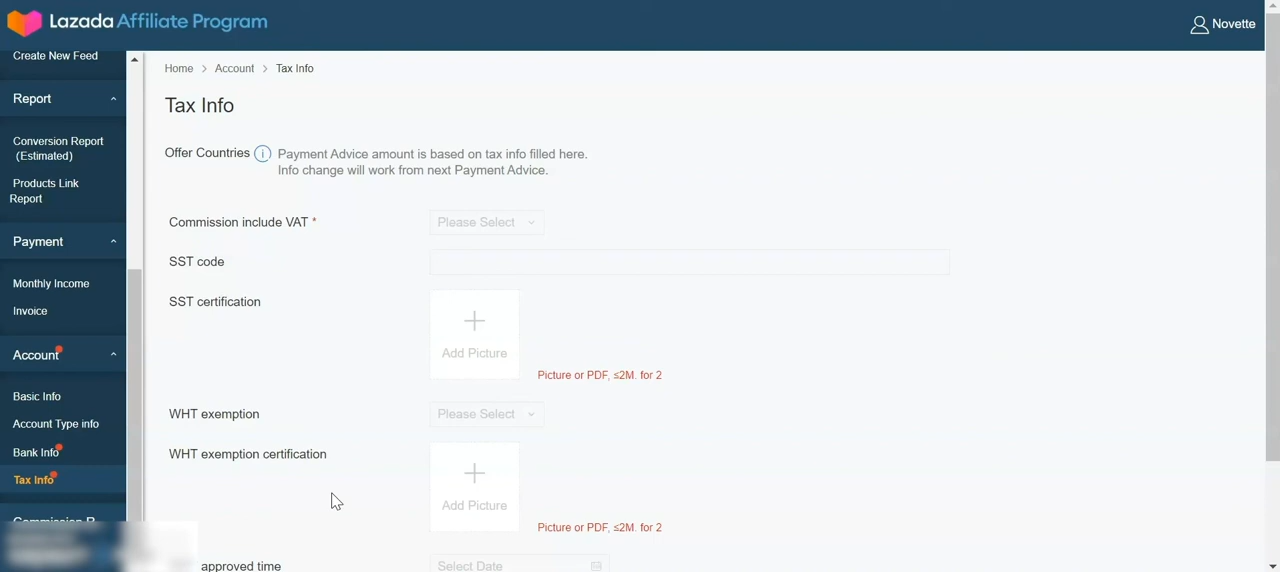 Lazada Affiliate Program
Novette
Create New Feed
Report
Conversion Report
(Estimated)
Products Link
Report
Payment
Monthly Income
Invoice
Account
Basic Info
Account Type info
Bank Info
Tax Info
Home > Account > Tax Info
Tax Info
Offer Countries i Payment Advice amount is based on tax info filled here.
Info change will work from next Payment Advice.
Commission include VAT *
Please Select
SST code
SST certification
Add Picture
Picture or PDF, ≤2M. for 2
WHT exemption
Please Select
WHT exemption certification
Add Picture
Picture or PDF, ≤2M. for 2
approved time
Select Date